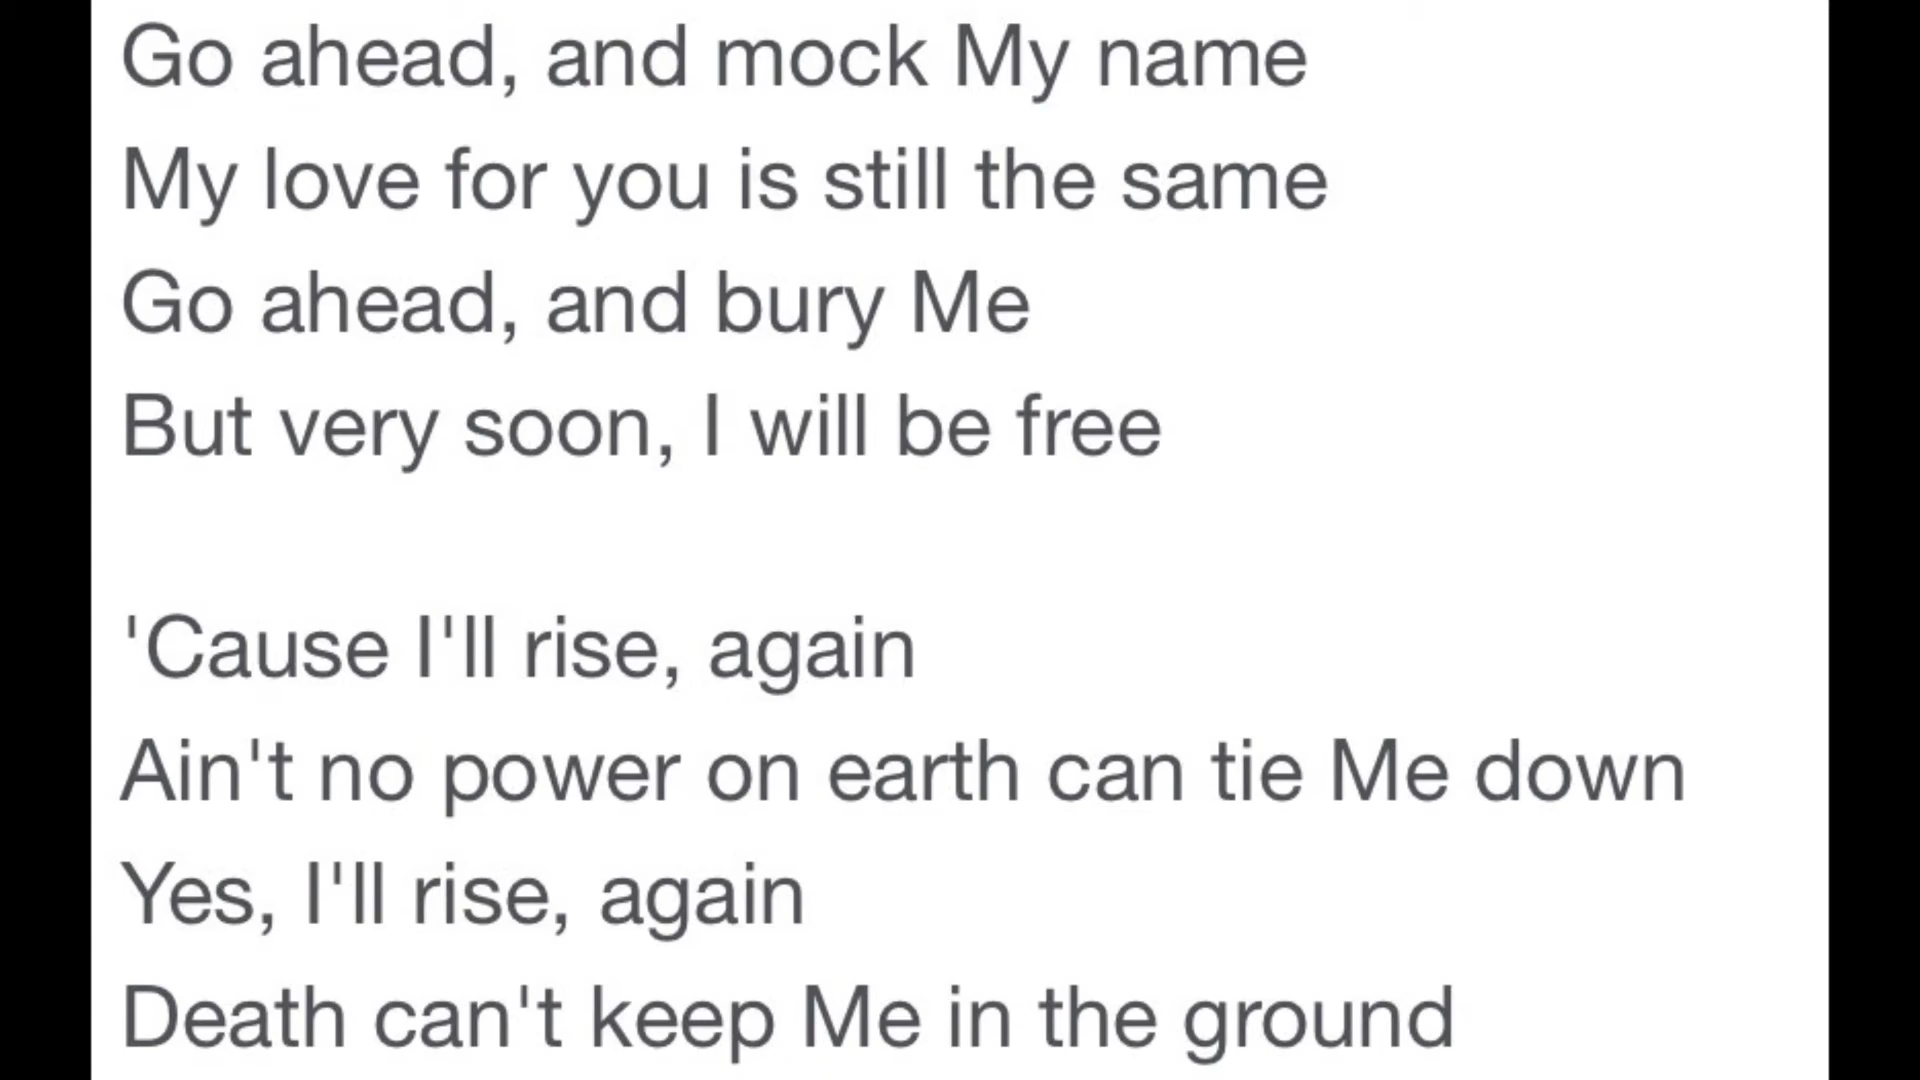 Go ahead, and mock My name
My love for you is still the same
Go ahead, and bury Me
But very soon, I will be free
'Cause I'll rise, again
Ain't no power on earth can tie Me down
Yes, I'll rise, again
Death can't keep Me in the ground